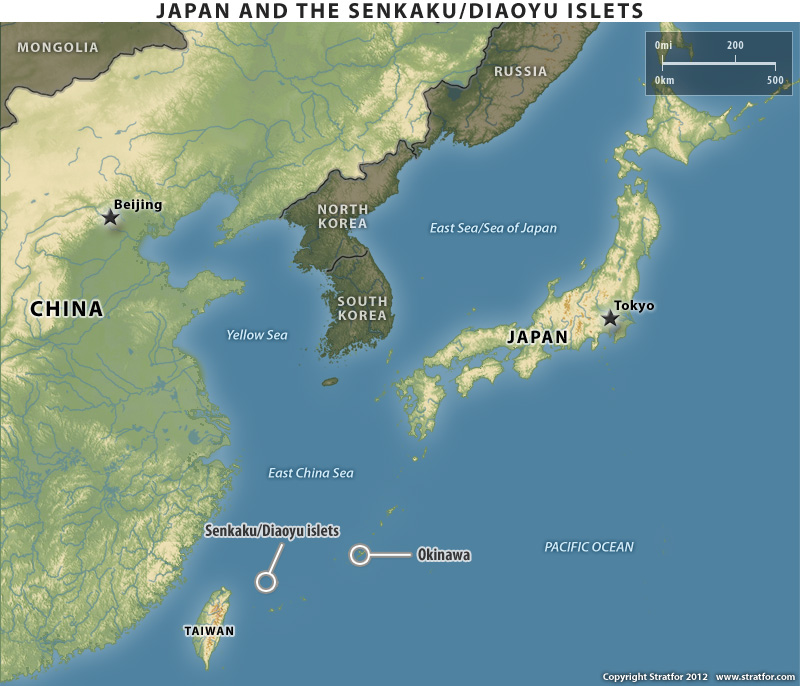 JAPAN AND THE SENKAKU/DIAOYU ISLETS
MONGOLIA
RUSSIA
0mi 200
0km 500
Beijing
NORTH
KOREA
East Sea/Sea of Japan
CHINA
SOUTH
KOREA
Tokyo
Yellow Sea
JAPAN
East China Sea
Senkaku/Diaoyu islets
Okinawa
PACIFIC OCEAN
TAIWAN
Copyright Stratfor 2012 www.stratfor.com